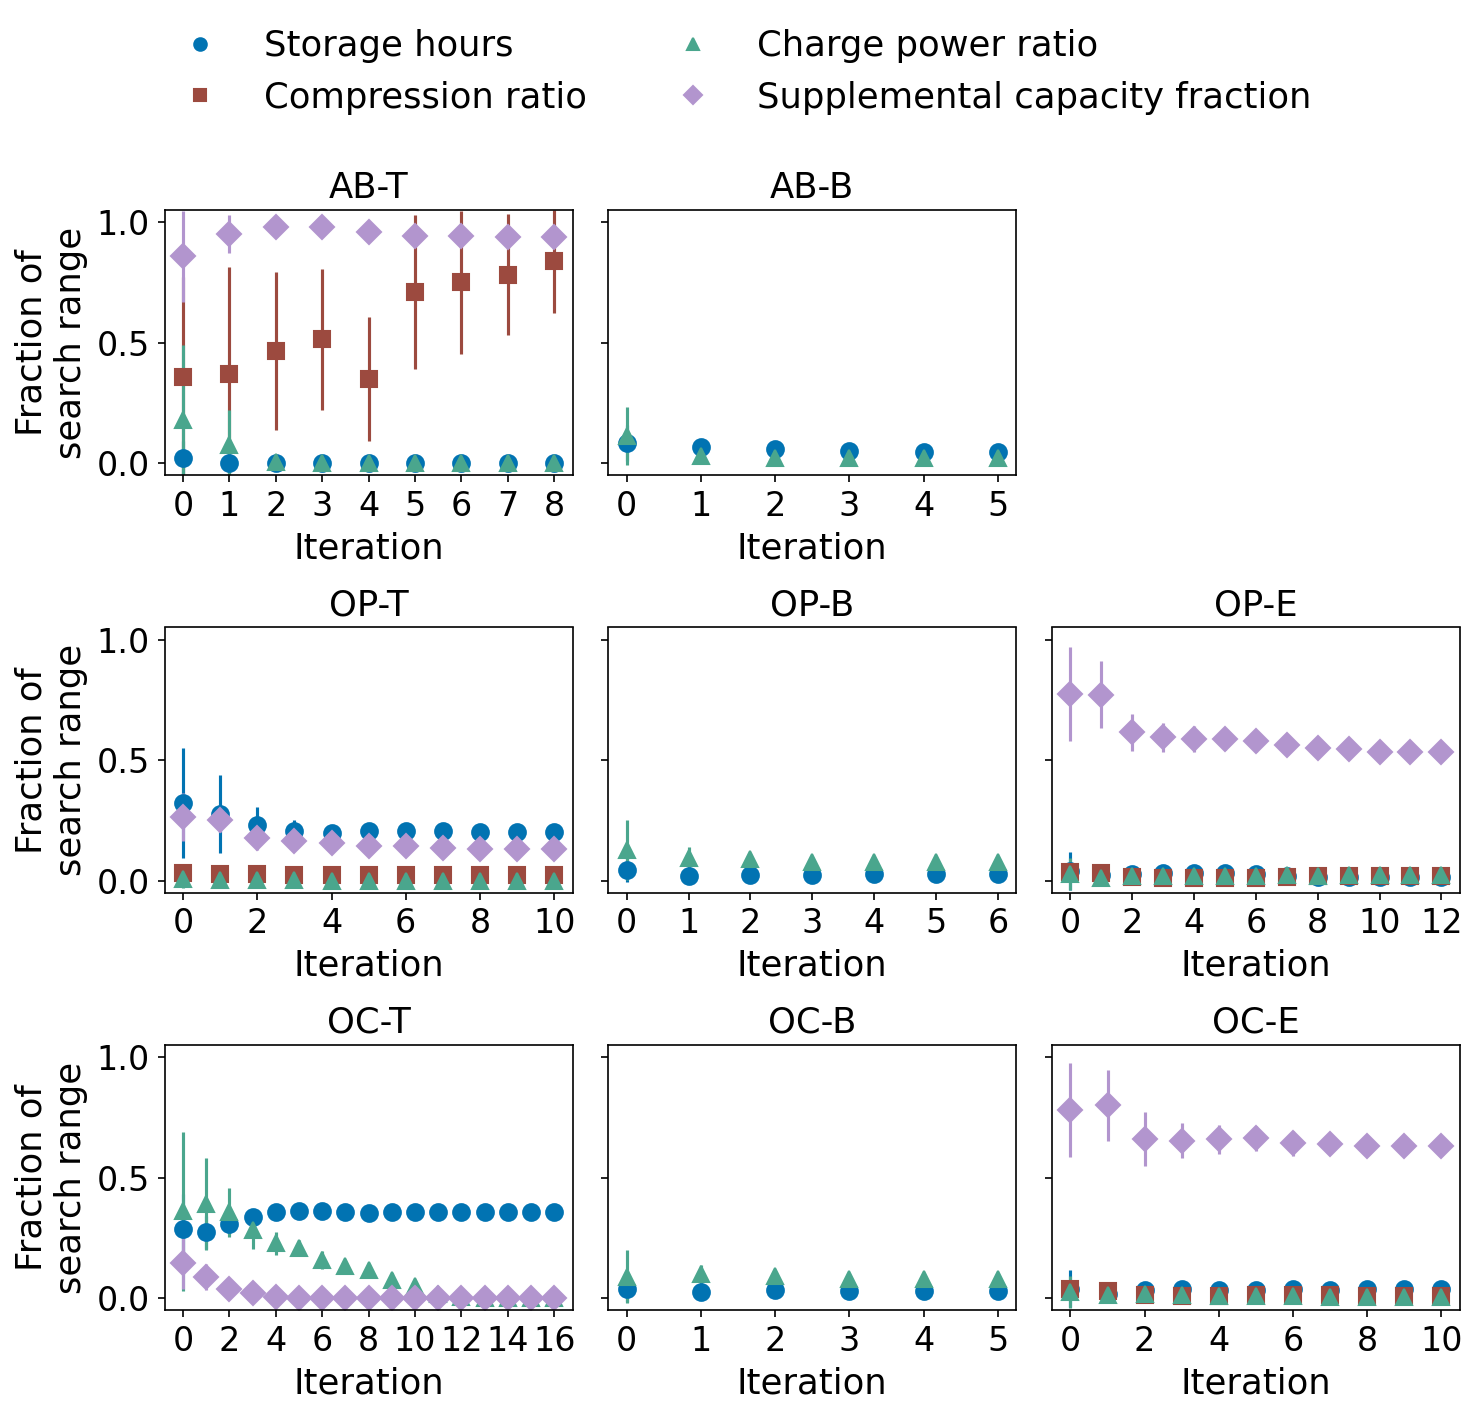 Storage hours
Compression ratio
Charge power ratio
Supplemental capacity fraction
AB-T
Fraction of
search range
1.0
0.5
0.0
0 1 2 3 4 5 6 7 8
Iteration
AB-B
0 1 2 3 4 5
Iteration
OP-T
Fraction of
search range
1.0
0.5
0.0
0 2 4 6 8 10
Iteration
OP-B
0 1 2 3 4 5 6
Iteration
OP-E
0 2 4 6 8 10 12
Iteration
OC-T
Fraction of
search range
1.0
0.5
0.0
0 2 4 6 8 10 12 14 16
Iteration
OC-B
0 1 2 3 4 5
Iteration
OC-E
0 2 4 6 8 10
Iteration